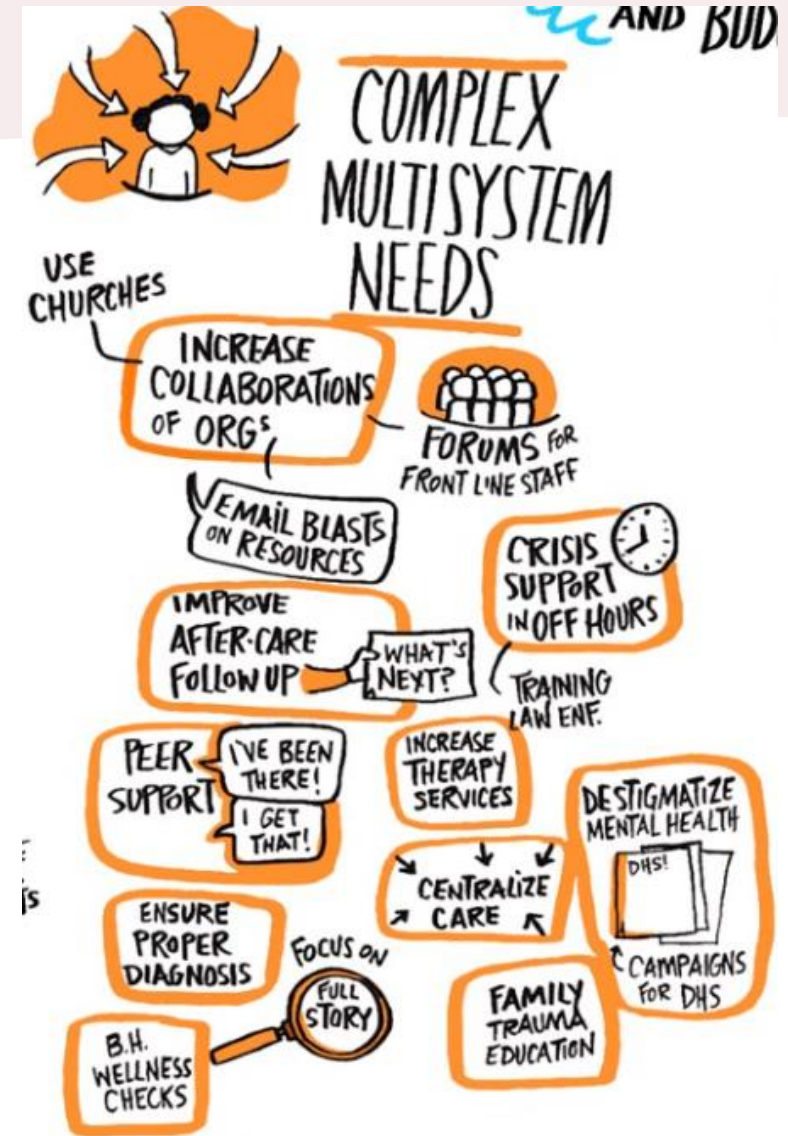 AND BUD
COMPLEX
MULTISYSTEM
NEEDS
USE
CHURCHES
INCREASE
COLLABORATIONS
OF ORGS
FORUMS FOR
FRONT LINE STAFF
EMAIL BLASTS
ON RESOURCES
CRISIS
SUPPORT
IN OFF HOURS
TRAINING
LAW ENF.
IMPROVE
AFTER-CARE
FOLLOW UP
WHAT'S
NEXT?
PEER
SUPPORT
I'VE BEEN
THERE!
I GET
THAT!
INCREASE
THERAPY
SERVICES
DESTIGMATIZE
MENTAL HEALTH
DHS!
CAMPAIGNS
FOR DHS
CENTRALIZE
CARE
ENSURE
PROPER
DIAGNOSIS
FOCUS ON
FULL
STORY
B.H.
WELLNESS
CHECKS
FAMILY
TRAUMA
EDUCATION